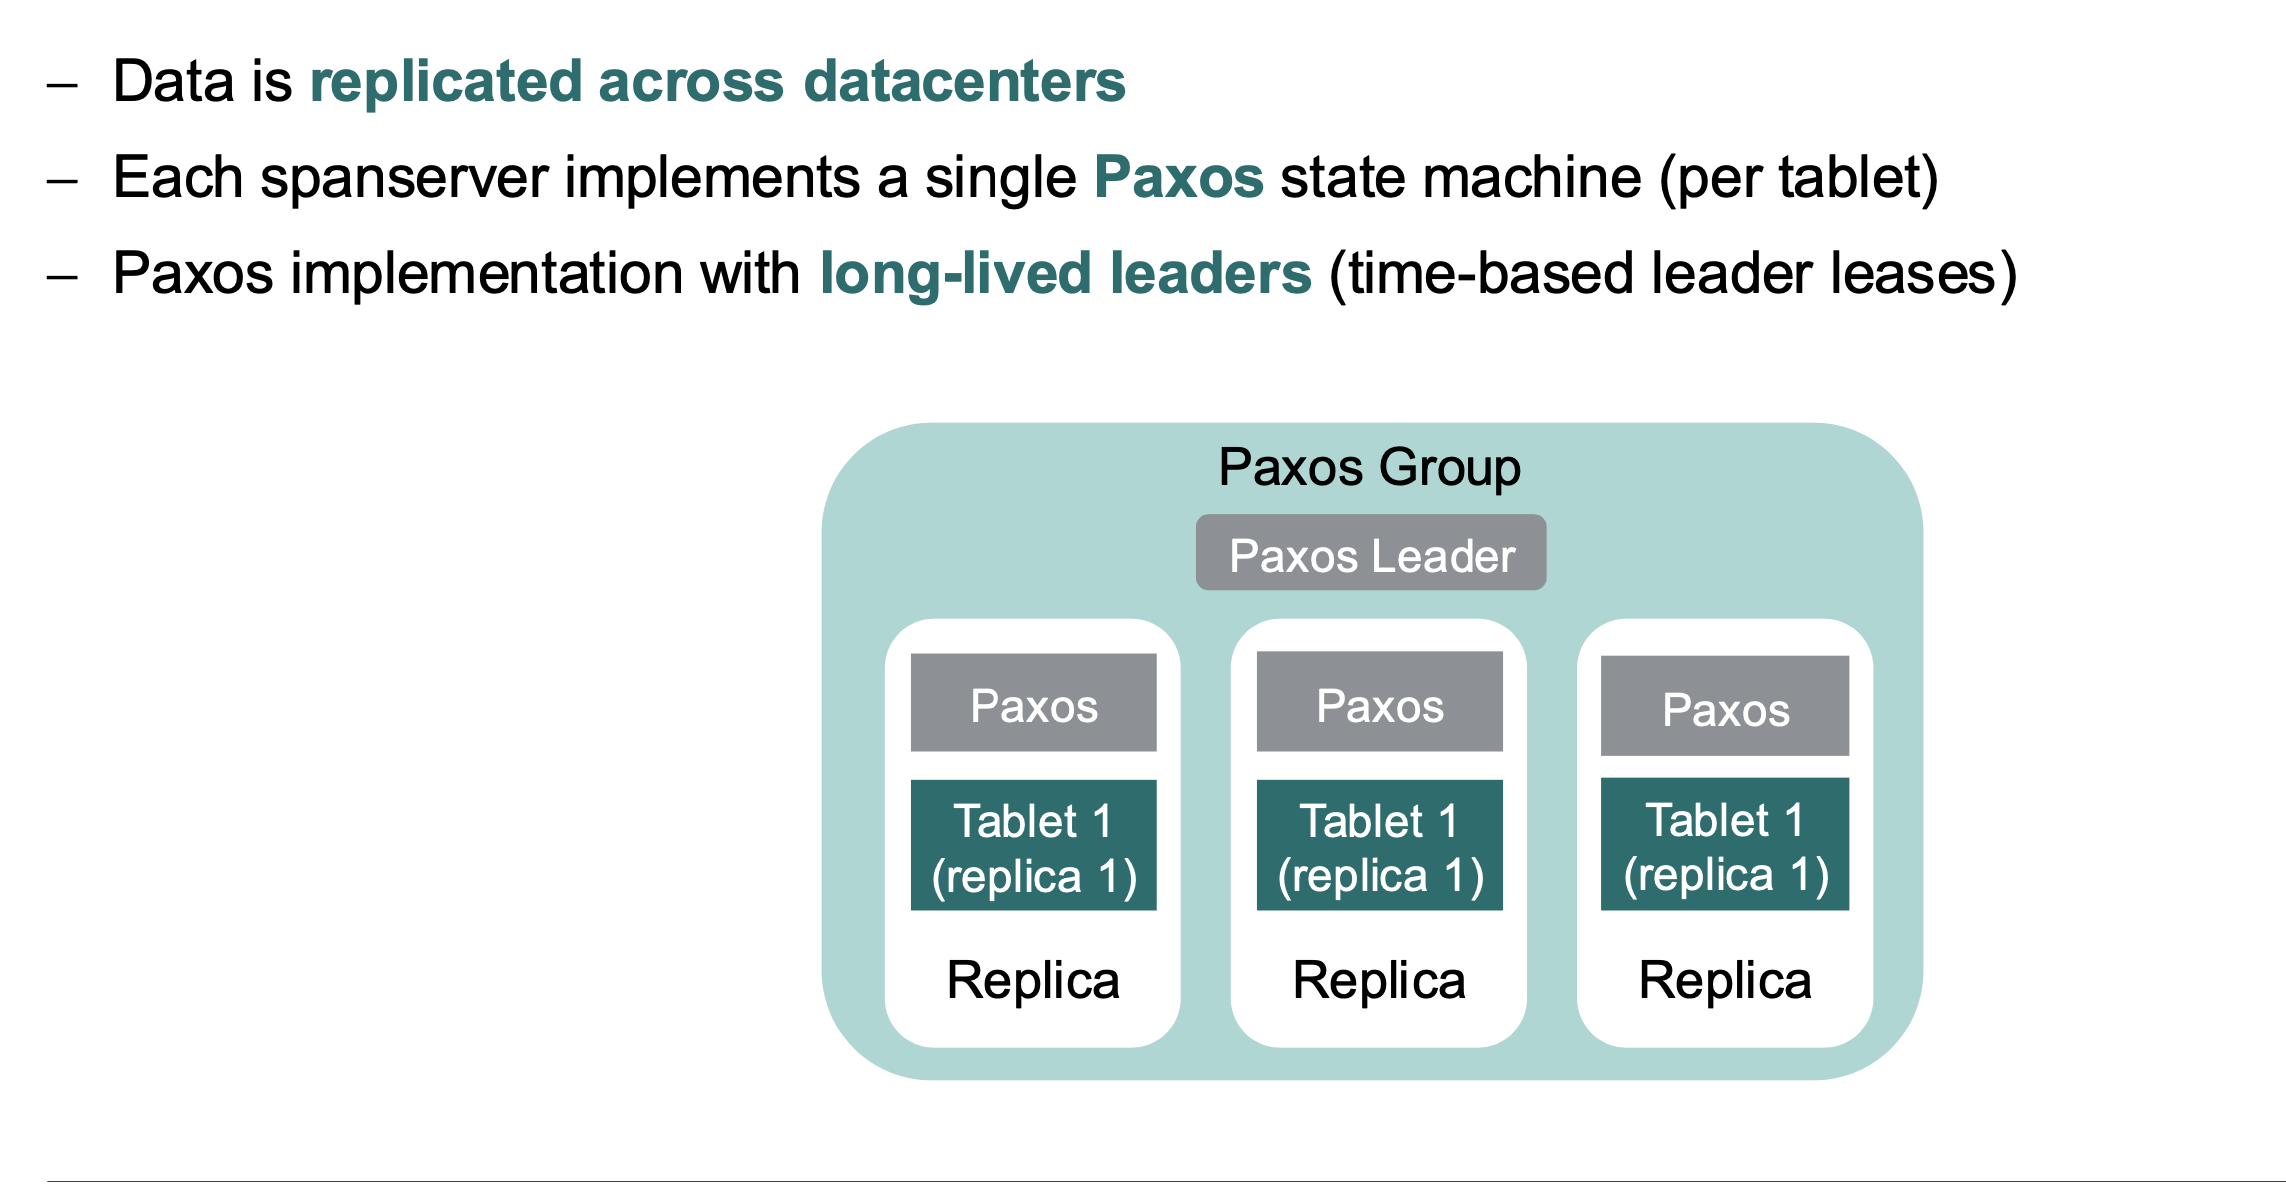 – Data is replicated across datacenters
– Each spanserver implements a single Paxos state machine (per tablet)
– Paxos implementation with long-lived leaders (time-based leader leases)
Paxos Group
Paxos Leader
Paxos
Paxos
Paxos
Tablet 1
(replica 1)
Tablet 1
(replica 1)
Tablet 1
(replica 1)
Replica
Replica
Replica